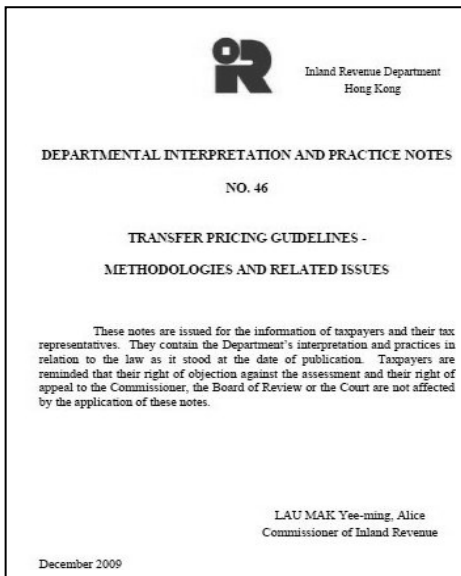 Inland Revenue Department
Hong Kong
DEPARTMENTAL INTERPRETATION AND PRACTICE NOTES
NO. 46
TRANSFER PRICING GUIDELINES -
METHODOLOGIES AND RELATED ISSUES
These notes are issued for the information of taxpayers and their tax
representatives. They contain the Department's interpretation and practices in
relation to the law as it stood at the date of publication. Taxpayers are
reminded that their right of objection against the assessment and their right of
appeal to the Commissioner, the Board of Review or the Court are not affected
by the application of these notes.
LAU MAK Yee-ming, Alice
Commissioner of Inland Revenue
December 2009